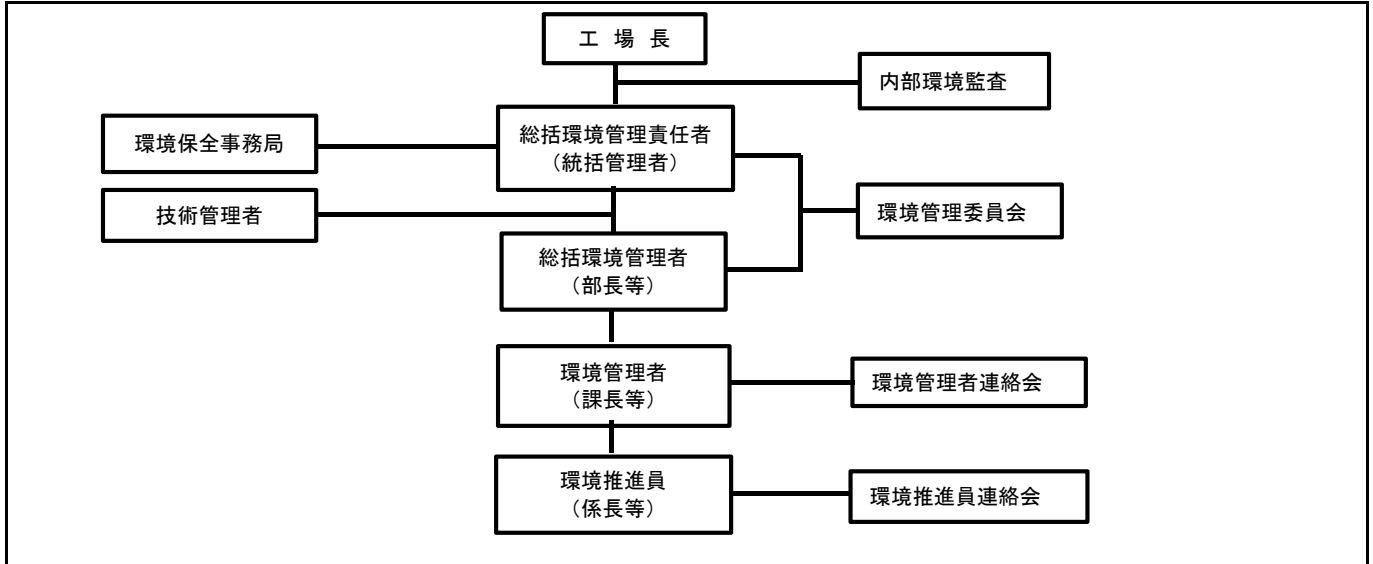 工 場 長
内部環境監査
環境保全事務局
総括環境管理責任者
（統括管理者）
技術管理者
環境管理委員会
総括環境管理者
（部長等）
環境管理者
（課長等）
環境管理者連絡会
環境推進員
（係長等）
環境推進員連絡会